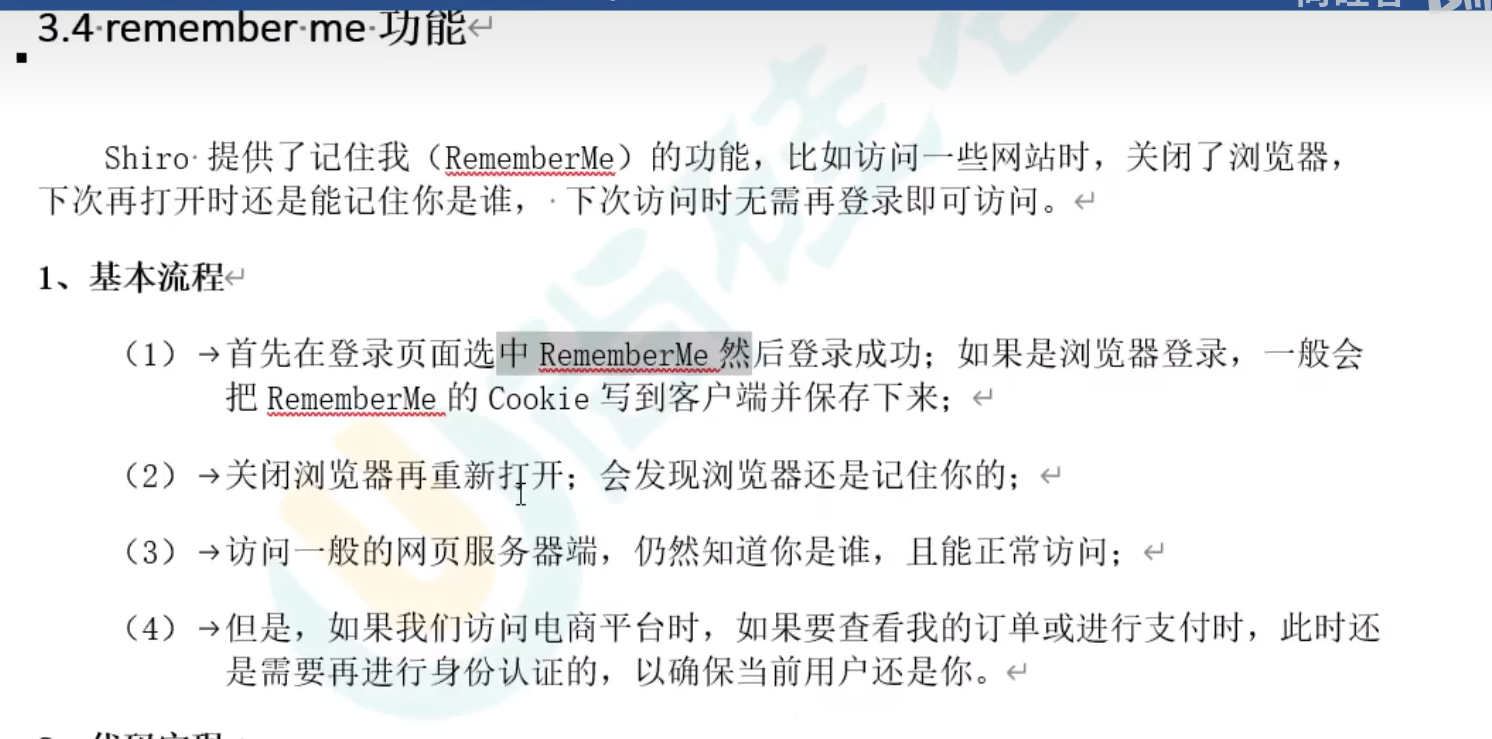 3.4 remember me 功能
Shiro 提供了记住我（RememberMe）的功能，比如访问一些网站时，关闭了浏览器，
下次再打开时还是能记住你是谁， 下次访问时无需再登录即可访问。
1、基本流程
（1）首先在登录页面选中 RememberMe 然后登录成功；如果是浏览器登录，一般会
把 RememberMe 的 Cookie 写到客户端并保存下来；
（2）关闭浏览器再重新打开；会发现浏览器还是记住你的；
（3）访问一般的网页服务器端，仍然知道你是谁，且能正常访问；
（4）但是，如果我们访问电商平台时，如果要查看我的订单或进行支付时，此时还
是需要再进行身份认证的，以确保当前用户还是你。